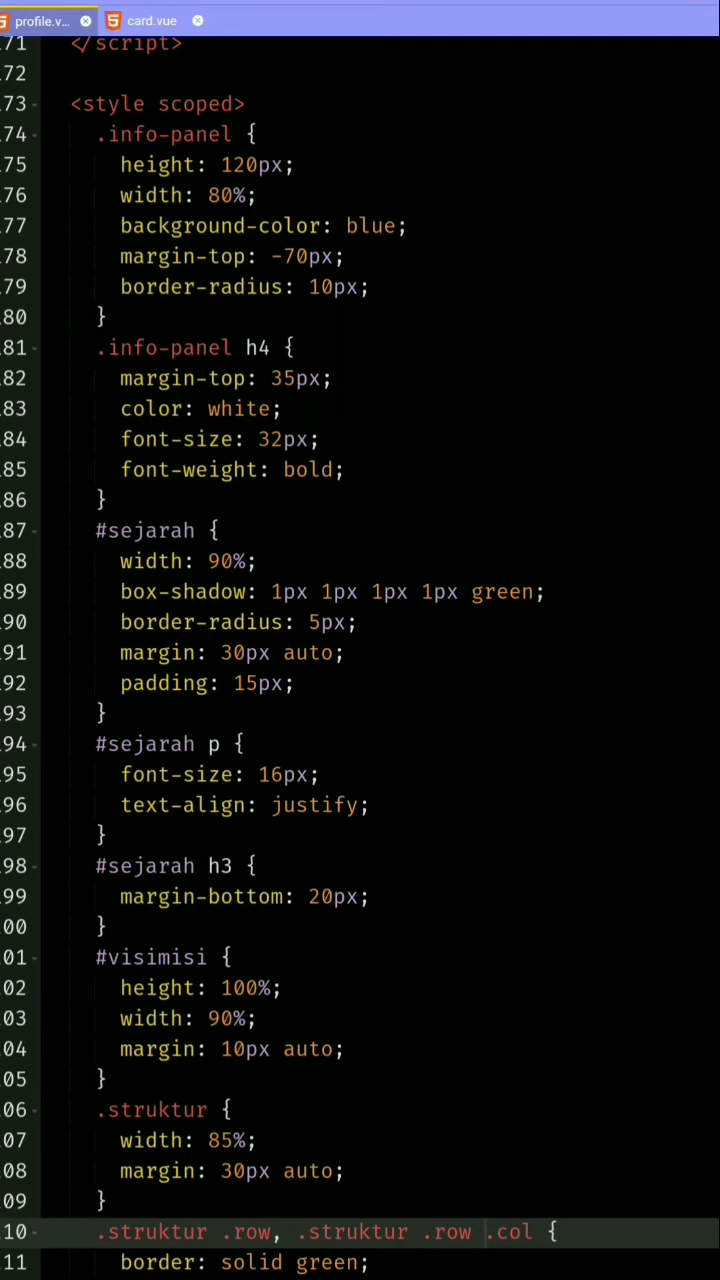 profile.v... card.vue
71 </script>
72
73 <style scoped>
74 .info-panel {
75 height: 120px;
76 width: 80%;
77 background-color: blue;
78 margin-top: -70px;
79 border-radius: 10px;
80 }
81 .info-panel h4 {
82 margin-top: 35px;
83 color: white;
84 font-size: 32px;
85 font-weight: bold;
86 }
87 #sejarah {
88 width: 90%;
89 box-shadow: 1px 1px 1px 1px green;
90 border-radius: 5px;
91 margin: 30px auto;
92 padding: 15px;
93 }
94 #sejarah p {
95 font-size: 16px;
96 text-align: justify;
97 }
98 #sejarah h3 {
99 margin-bottom: 20px;
00 }
01 #visimisi {
02 height: 100%;
03 width: 90%;
04 margin: 10px auto;
05 }
06 .struktur {
07 width: 85%;
08 margin: 30px auto;
09 }
10 .struktur .row, .struktur .row .col {
11 border: solid green;